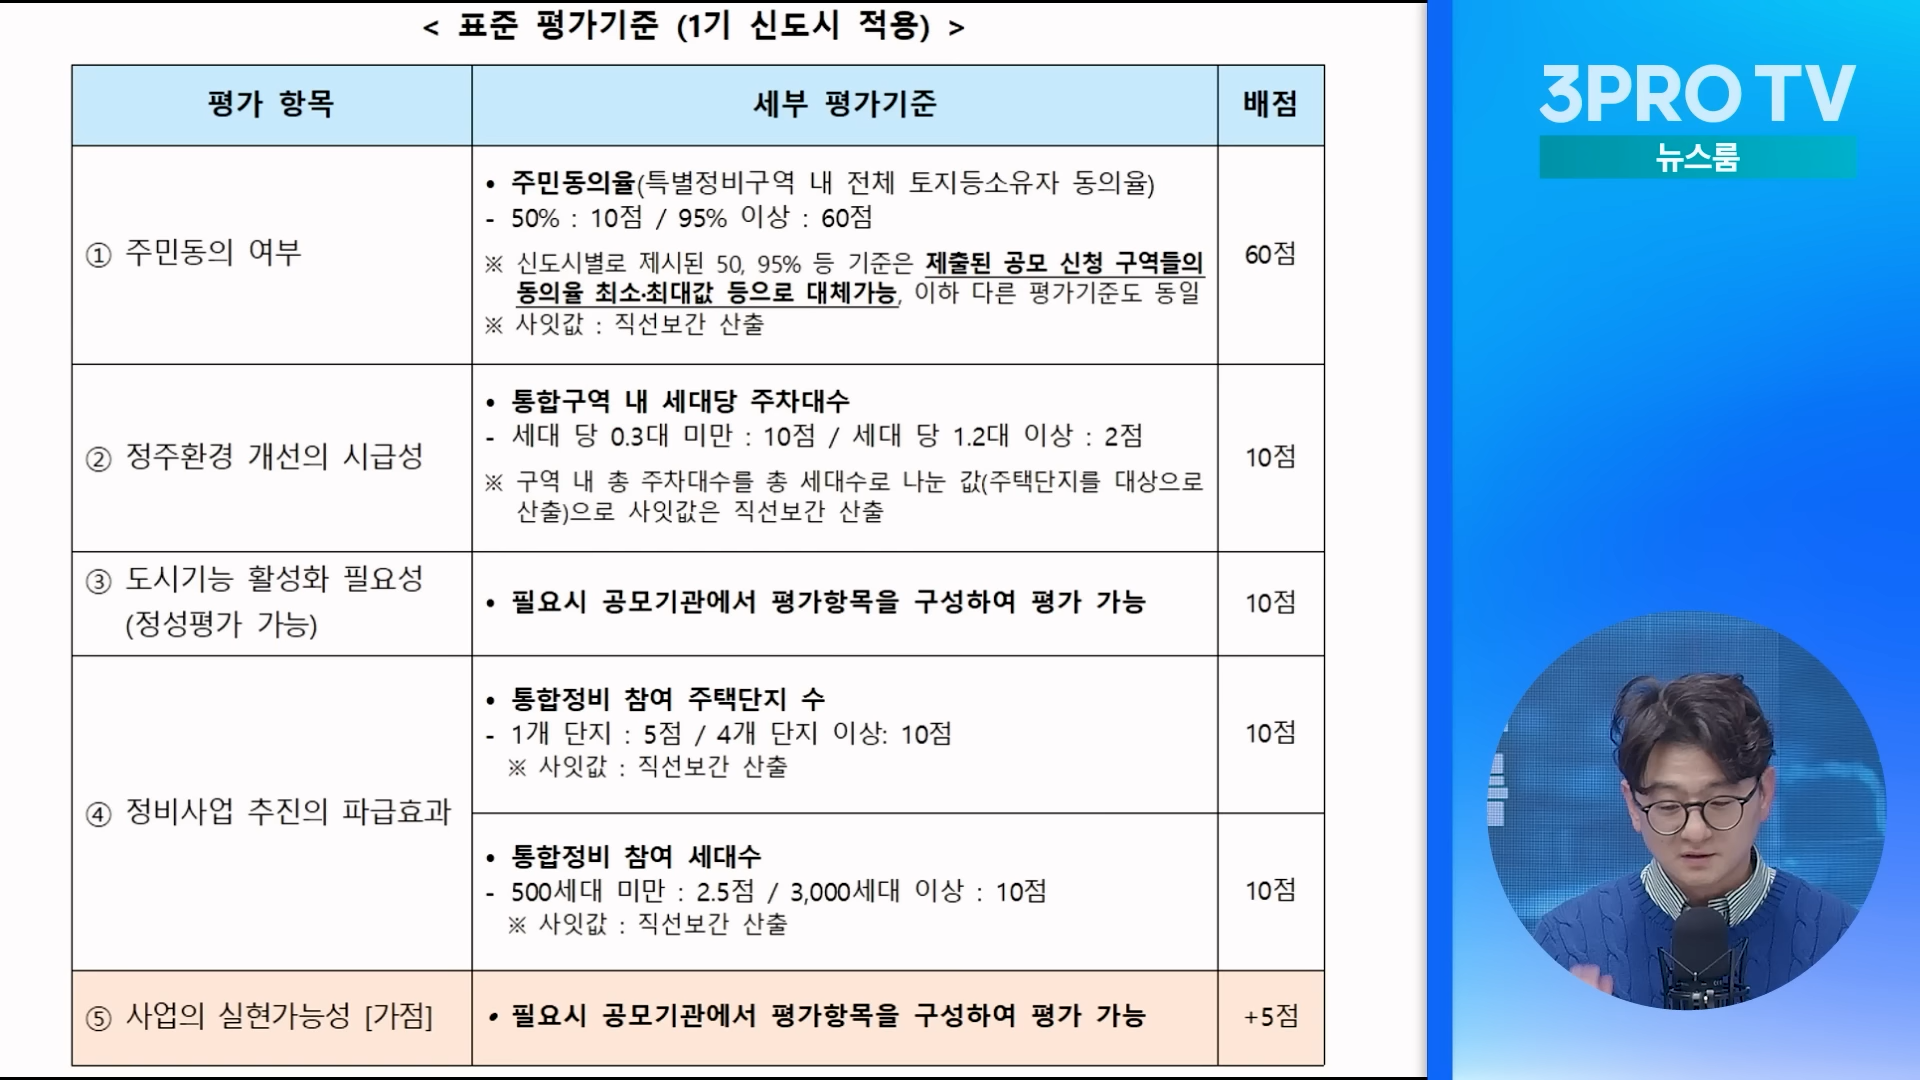 < 표준 평가기준 (1기 신도시 적용) >
평가 항목
세부 평가기준
배점
① 주민동의 여부
• 주민동의율(특별정비구역 내 전체 토지등소유자 동의율)
- 50% : 10점 / 95% 이상 : 60점
※ 신도시별로 제시된 50, 95% 등 기준은 제출된 공모 신청 구역들의
동의율 최소·최대값 등으로 대체가능, 이하 다른 평가기준도 동일
※ 사잇값 : 직선보간 산출
60점
② 정주환경 개선의 시급성
• 통합구역 내 세대당 주차대수
- 세대 당 0.3대 미만 : 10점 / 세대 당 1.2대 이상 : 2점
※ 구역 내 총 주차대수를 총 세대수로 나눈 값(주택단지를 대상으로
산출)으로 사잇값은 직선보간 산출
10점
③ 도시기능 활성화 필요성
(정성평가 가능)
• 필요시 공모기관에서 평가항목을 구성하여 평가 가능
10점
④ 정비사업 추진의 파급효과
• 통합정비 참여 주택단지 수
- 1개 단지 : 5점 / 4개 단지 이상: 10점
※ 사잇값 : 직선보간 산출
10점
• 통합정비 참여 세대수
- 500세대 미만 : 2.5점 / 3,000세대 이상 : 10점
※ 사잇값 : 직선보간 산출
10점
⑤ 사업의 실현가능성 [가점]
• 필요시 공모기관에서 평가항목을 구성하여 평가 가능
+5점
3PRO TV
뉴스룸